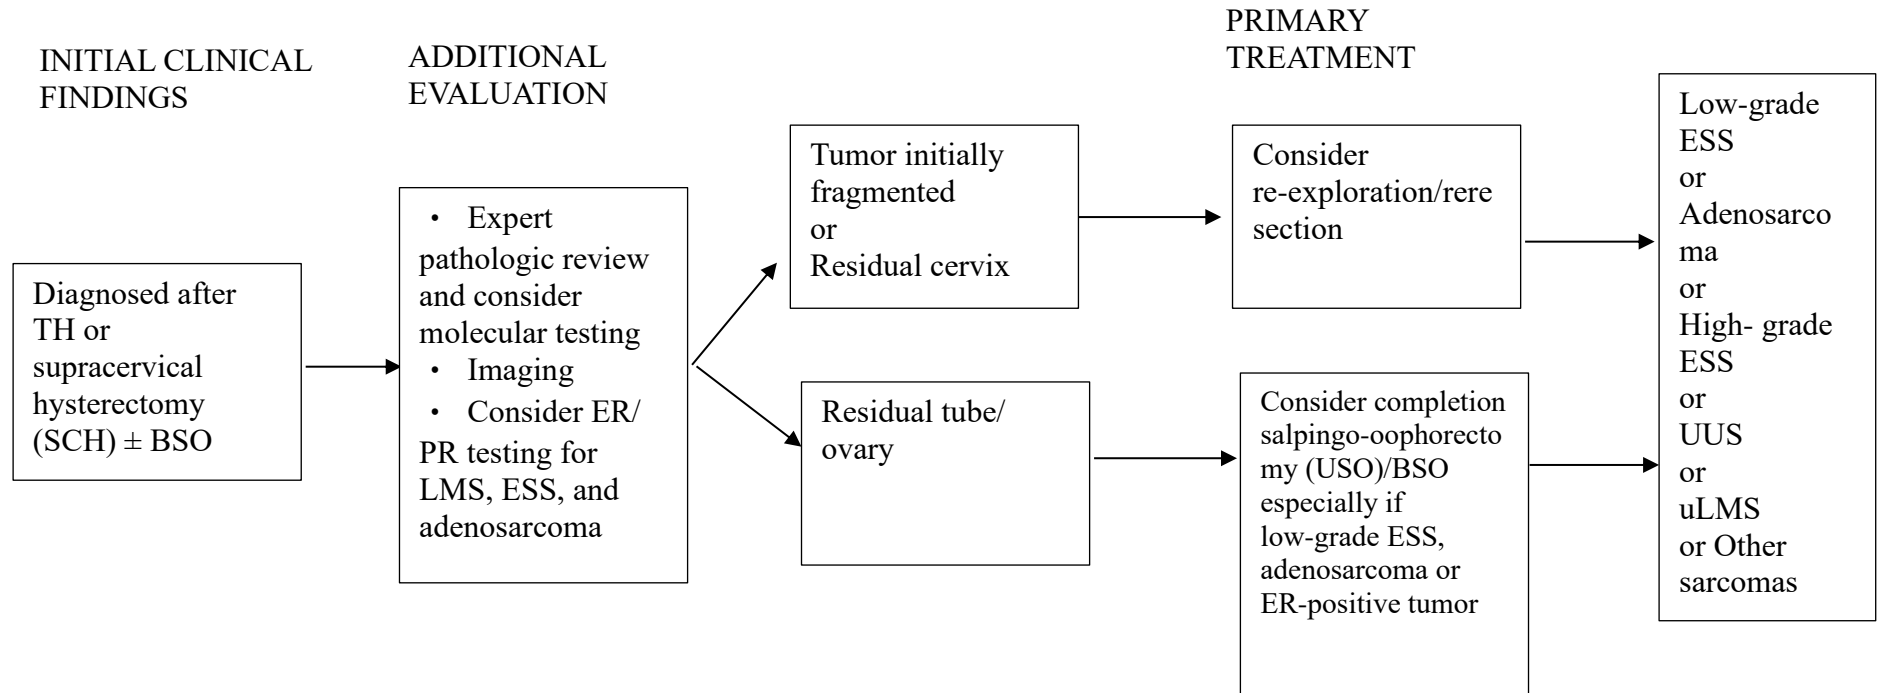 INITIAL CLINICAL
FINDINGS
ADDITIONAL
EVALUATION
PRIMARY
TREATMENT
Diagnosed after
TH or
supracervical
hysterectomy
(SCH) ± BSO
• Expert
pathologic review
and consider
molecular testing
• Imaging
• Consider ER/
PR testing for
LMS, ESS, and
adenosarcoma
Tumor initially
fragmented
or
Residual cervix
Residual tube/
ovary
Consider
re-exploration/rere
section
Consider completion
salpingo-oophorecto
my (USO)/BSO
especially if
low-grade ESS,
adenosarcoma or
ER-positive tumor
Low-grade
ESS
or
Adenosarco
ma
or
High- grade
ESS
or
UUS
or
uLMS
or Other
sarcomas